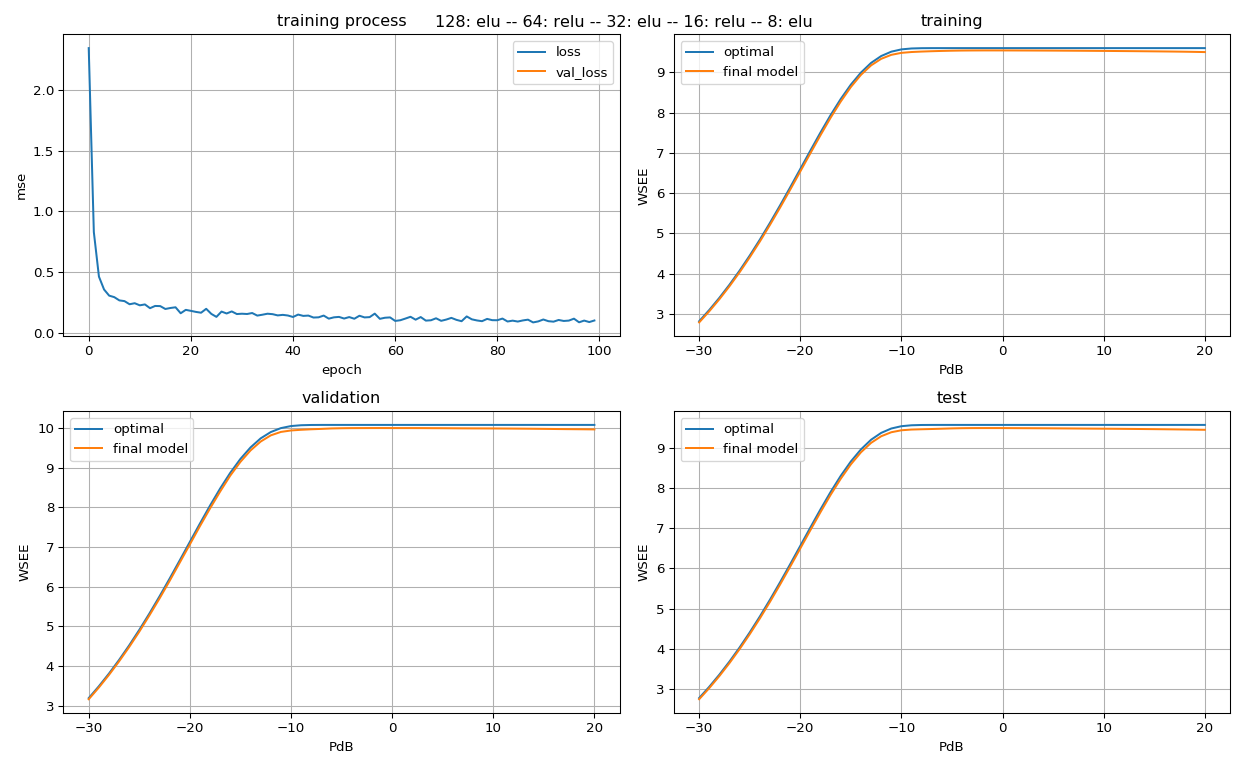 training process 128: elu -- 64: relu -- 32: elu -- 16: relu -- 8: elu training
mse
2.0
1.5
1.0
0.5
0.0
loss
val_loss
0 20 40 60 80 100
epoch
WSEE
9
8
7
6
5
4
3
optimal
final model
−30 −20 −10 0 10 20
PdB
validation
WSEE
10
9
8
7
6
5
4
3
optimal
final model
−30 −20 −10 0 10 20
PdB
test
WSEE
9
8
7
6
5
4
3
optimal
final model
−30 −20 −10 0 10 20
PdB